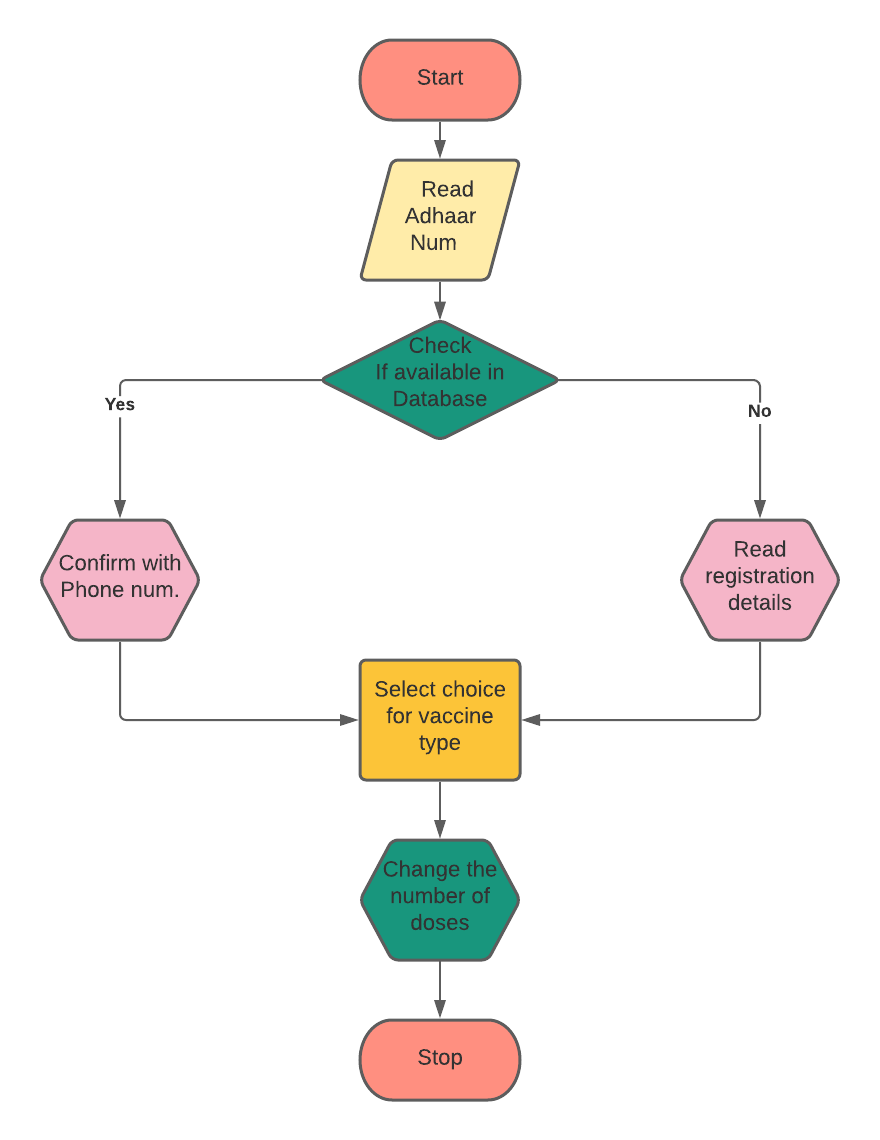 Start
Read
Adhaar
Num
Check
If available in
Database
Yes
No
Confirm with
Phone num.
Read
registration
details
Select choice
for vaccine
type
Change the
number of
doses
Stop